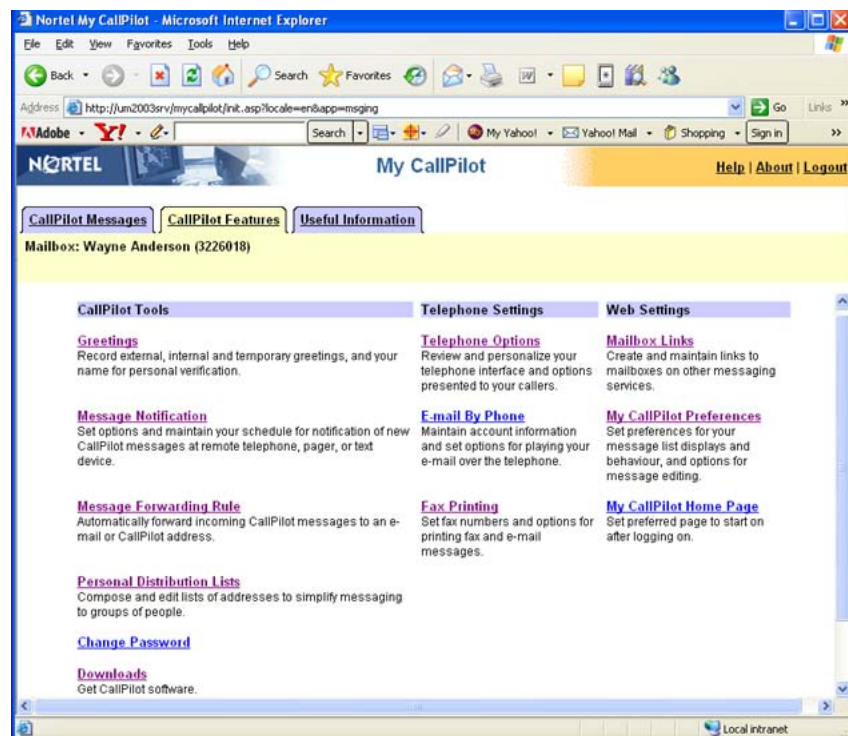 Nortel My CallPilot - Microsoft Internet Explorer
File Edit View Favorites Tools Help
Back Search Favorites
Address http://um2003srv/mycallpilot/init.asp?locale=en&app=msging Go Links »
Adobe Y! Search My Yahoo! Yahoo! Mail Shopping Sign in »
NORTEL My CallPilot Help | About | Logout
CallPilot Messages CallPilot Features Useful Information
Mailbox: Wayne Anderson (3226018)
CallPilot Tools Telephone Settings Web Settings
Greetings
Record external, internal and temporary greetings, and your
name for personal verification.
Telephone Options
Review and personalize your
telephone interface and options
presented to your callers.
Mailbox Links
Create and maintain links to
mailboxes on other messaging
services.
Message Notification
Set options and maintain your schedule for notification of new
CallPilot messages at remote telephone, pager, or text
device.
E-mail By Phone
Maintain account information
and set options for playing your
e-mail over the telephone.
My CallPilot Preferences
Set preferences for your
message list displays and
behaviour, and options for
message editing.
Message Forwarding Rule
Automatically forward incoming CallPilot messages to an e-
mail or CallPilot address.
Fax Printing
Set fax numbers and options for
printing fax and e-mail
messages.
My CallPilot Home Page
Set preferred page to start on
after logging on.
Personal Distribution Lists
Compose and edit lists of addresses to simplify messaging
to groups of people.
Change Password
Downloads
Get CallPilot software.
Local intranet